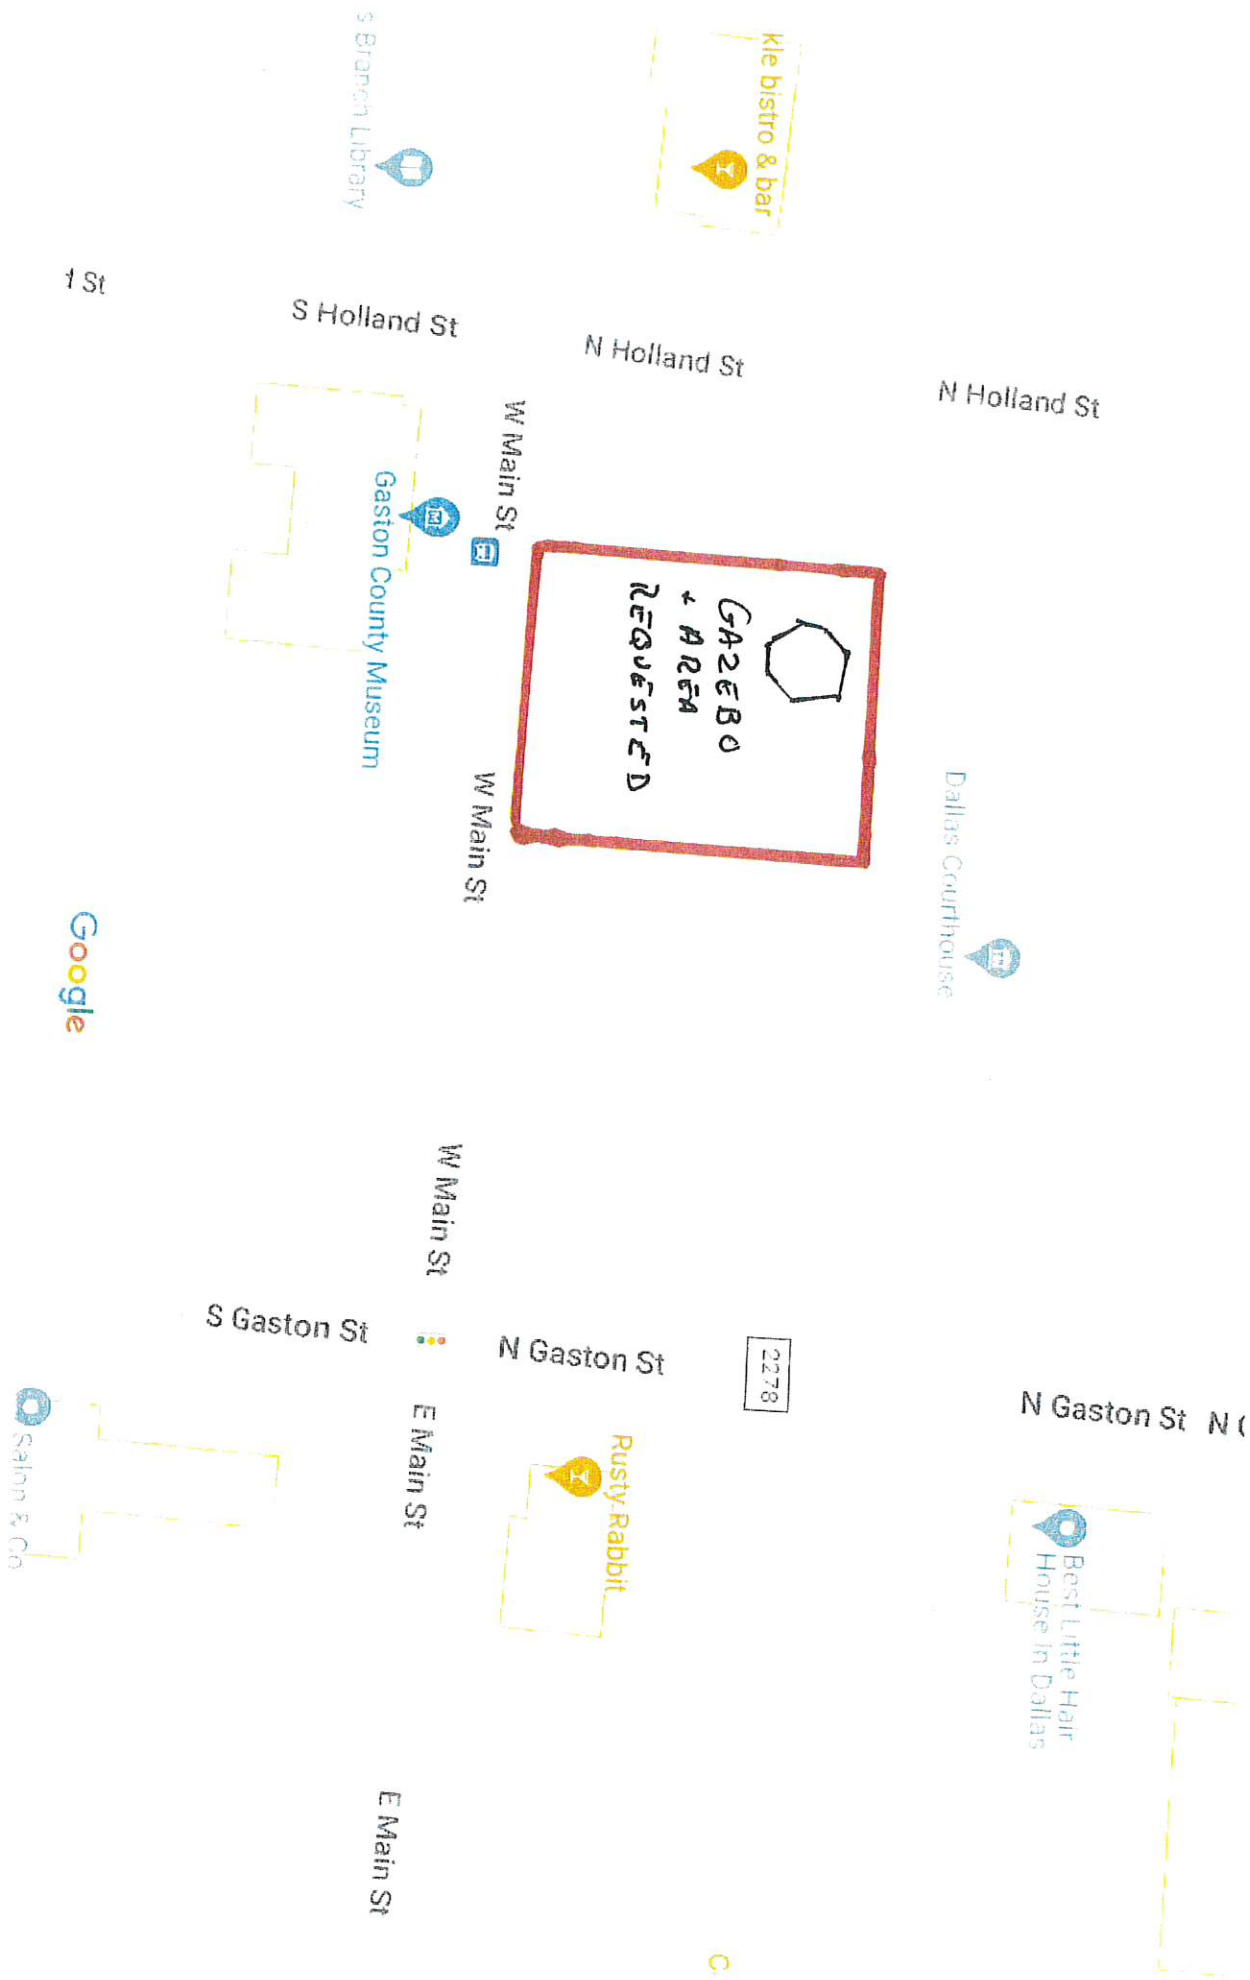 kle bistro & bar
s Branch Library
1 St
S Holland St
N Holland St
N Holland St
W Main St
Gaston County Museum
GAZEBO
+ AREA
REQUESTED
W Main St
Dallas Courthouse
Google
W Main St
S Gaston St
N Gaston St
2278
N Gaston St
N
E Main St
Rusty Rabbit
Best Little Hair
House In Dallas
Salon & Co
E Main St
C